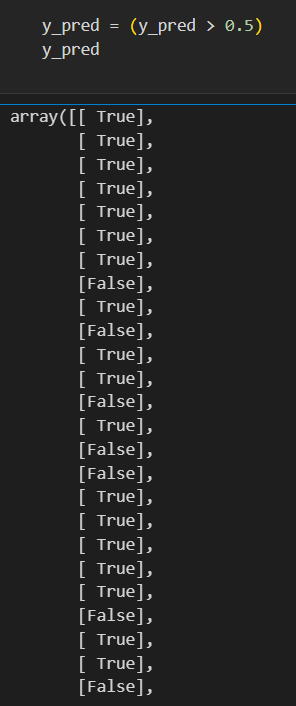 y_pred = (y_pred > 0.5)
y_pred
array([[ True],
[ True],
[ True],
[ True],
[ True],
[ True],
[ True],
[False],
[ True],
[False],
[ True],
[ True],
[False],
[ True],
[False],
[False],
[ True],
[ True],
[ True],
[ True],
[ True],
[False],
[ True],
[ True],
[False],